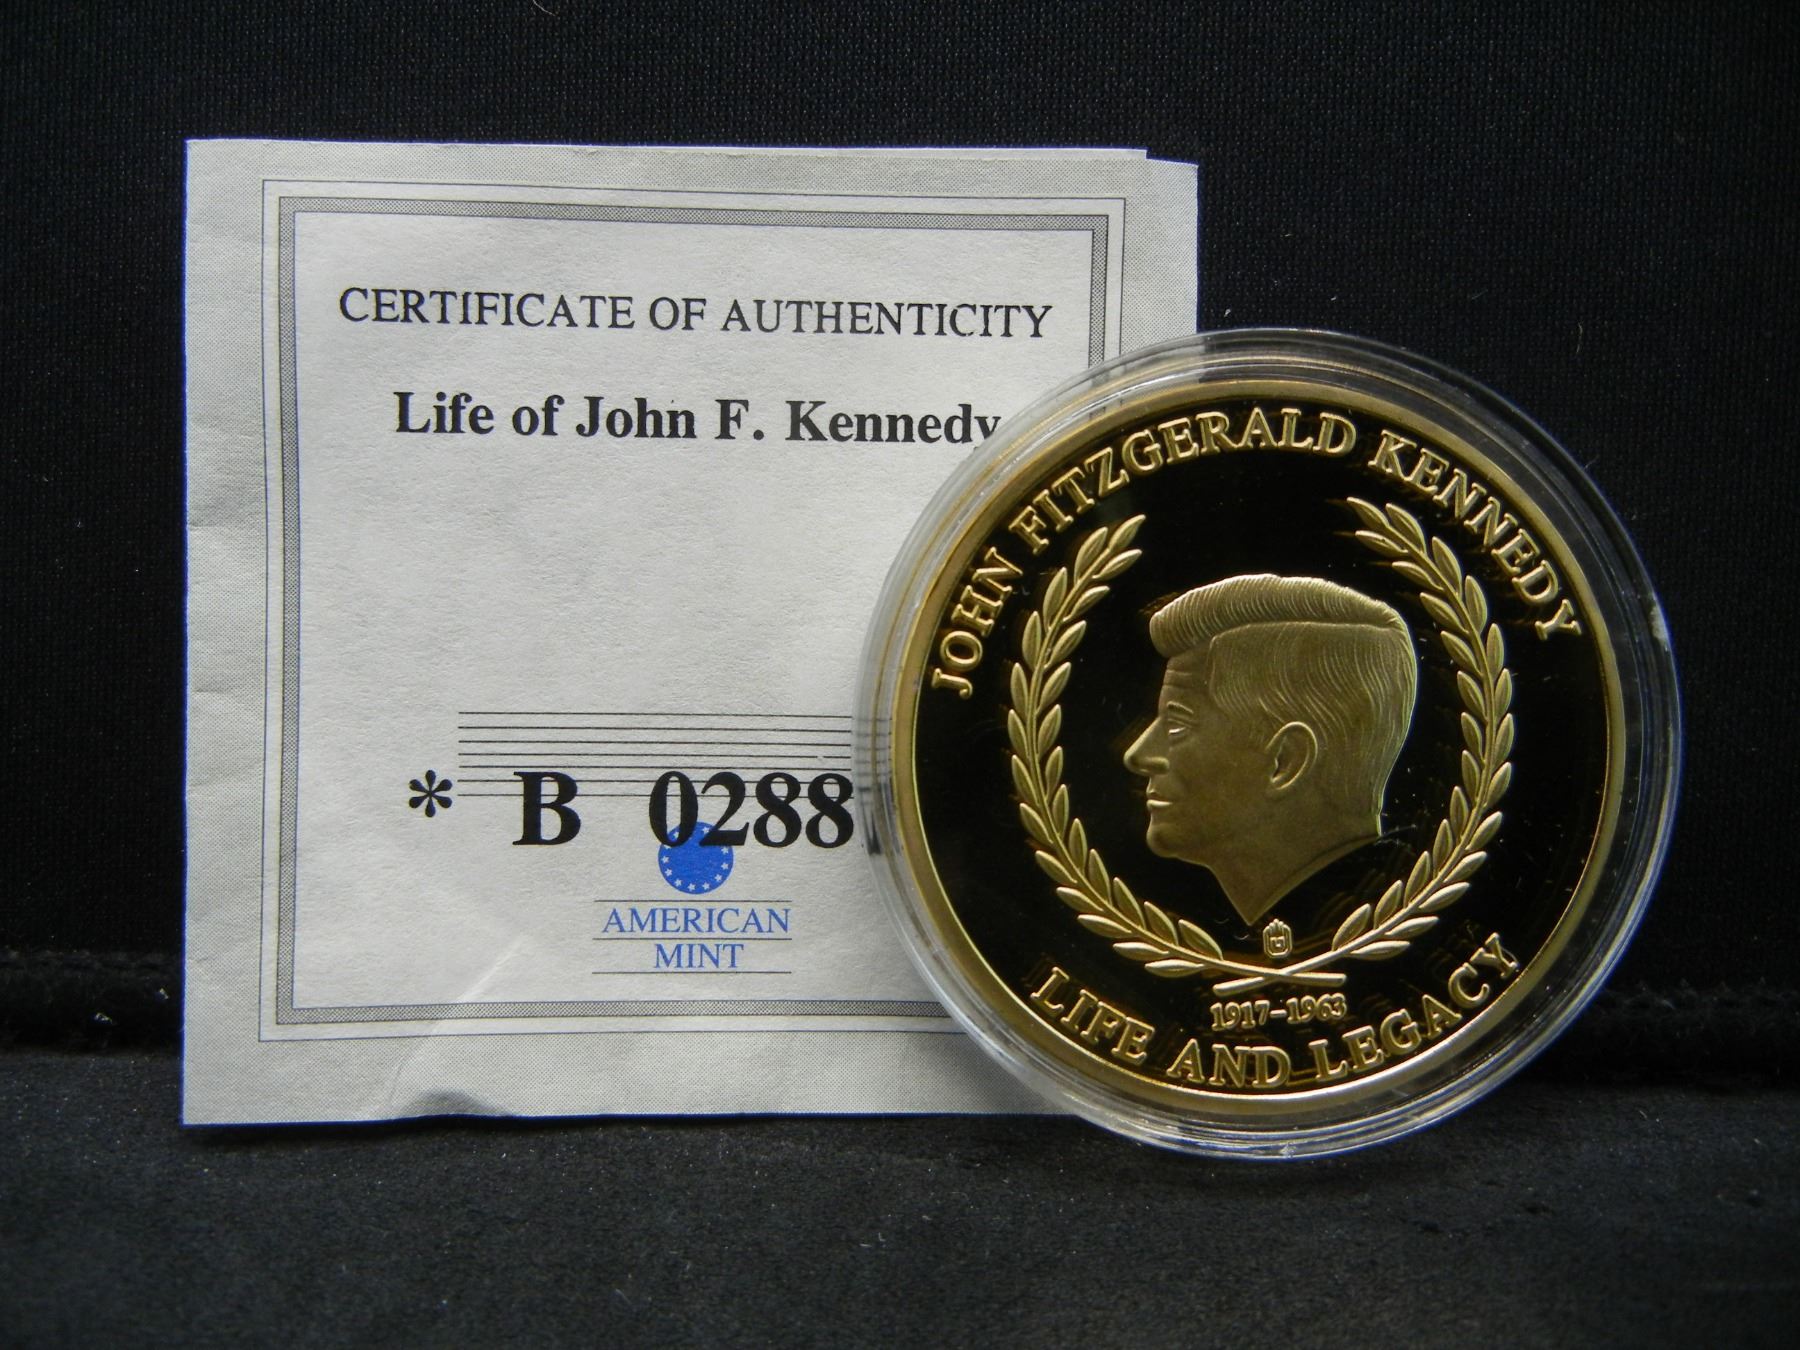 CERTIFICATE OF AUTHENTICITY
Life of John F. Kennedy
* B 0288
AMERICAN
MINT
JOHN FITZGERALD KENNEDY
1917-1963
LIFE AND LEGACY